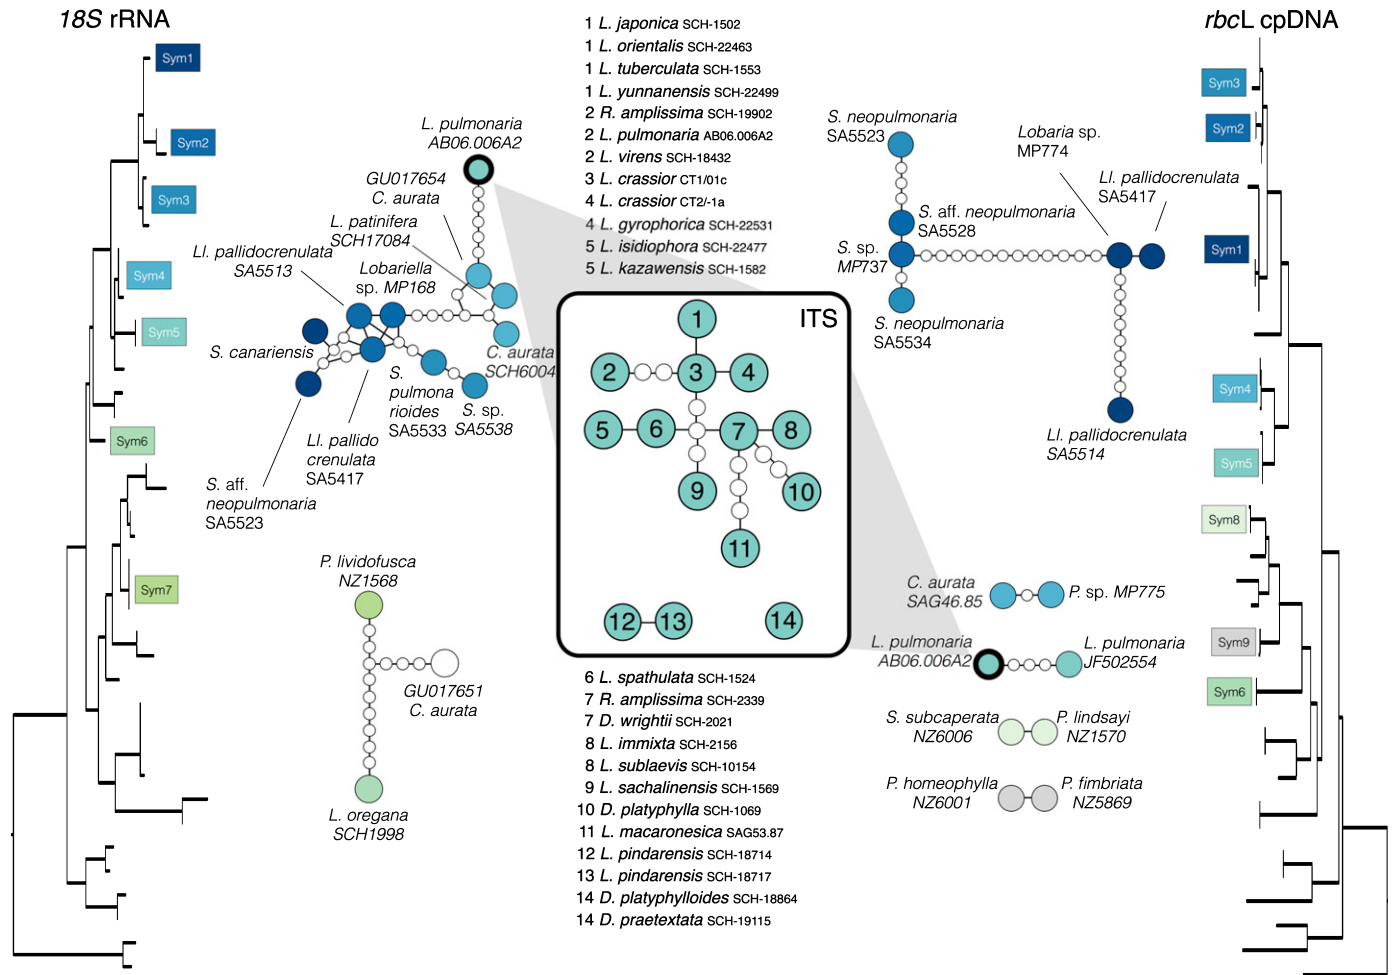 18S rRNA
rbcL cpDNA
Sym1
Sym2
Sym3
Sym4
Sym5
Sym6
Sym7
L. pulmonaria
AB06.006A2
GU017654
C. aurata
L. patinifera
SCH17084
Ll. pallidocrenulata
SA5513
Lobariella
sp. MP168
S. canariensis
C. aurata
SCH6004
S.
pulmona
rioides
SA5533
S. sp.
SA5538
Ll. pallido
crenulata
SA5417
S. aff.
neopulmonaria
SA5523
P. lividofusca
NZ1568
GU017651
C. aurata
L. oregana
SCH1998
1 L. japonica SCH-1502
1 L. orientalis SCH-22463
1 L. tuberculata SCH-1553
1 L. yunnanensis SCH-22499
2 R. amplissima SCH-19902
2 L. pulmonaria AB06.006A2
2 L. virens SCH-18432
3 L. crassior CT1/01c
4 L. crassior CT2/-1a
4 L. gyrophorica SCH-22531
5 L. isidiophora SCH-22477
5 L. kazawensis SCH-1582
ITS
1
2
3
4
5
6
7
8
9
10
11
12
13
14
6 L. spathulata SCH-1524
7 R. amplissima SCH-2339
7 D. wrightii SCH-2021
8 L. immixta SCH-2156
8 L. sublaevis SCH-10154
9 L. sachalinensis SCH-1569
10 D. platyphylla SCH-1069
11 L. macaronesica SAG53.87
12 L. pindarensis SCH-18714
13 L. pindarensis SCH-18717
14 D. platyphylloides SCH-18864
14 D. praetextata SCH-19115
S. neopulmonaria
SA5523
S. aff. neopulmonaria
SA5528
S. sp.
MP737
S. neopulmonaria
SA5534
Lobaria sp.
MP774
Ll. pallidocrenulata
SA5417
Ll. pallidocrenulata
SA5514
C. aurata
SAG46.85
P. sp. MP775
L. pulmonaria
AB06.006A2
L. pulmonaria
JF502554
S. subcaperata
NZ6006
P. lindsayi
NZ1570
P. homeophylla
NZ6001
P. fimbriata
NZ5869
Sym3
Sym2
Sym1
Sym4
Sym5
Sym8
Sym9
Sym6